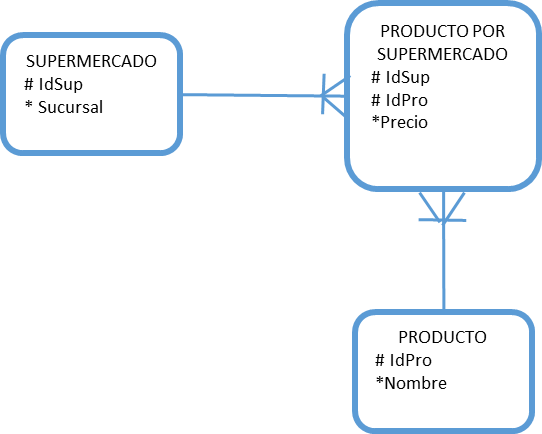 SUPERMERCADO
# IdSup
* Sucursal
PRODUCTO POR
SUPERMERCADO
# IdSup
# IdPro
*Precio
PRODUCTO
# IdPro
*Nombre